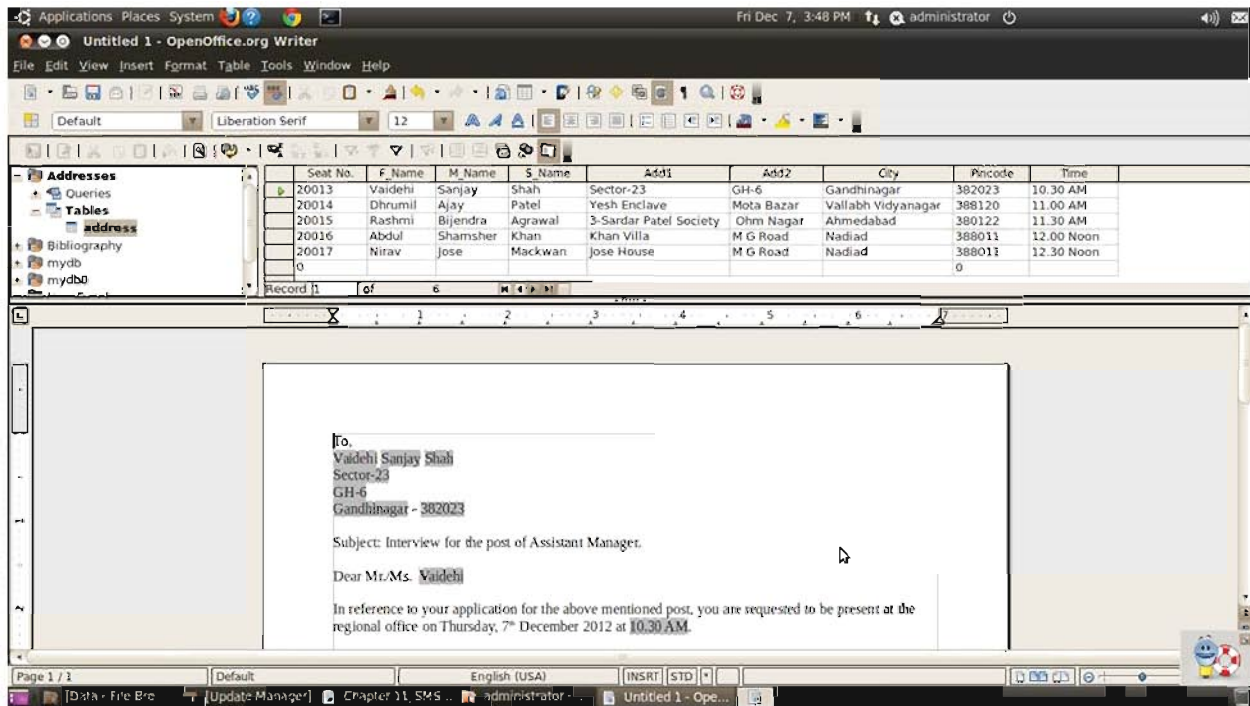 Applications Places System Fri Dec 7, 3:48 PM administrator
Untitled 1 - OpenOffice.org Writer
File Edit View Insert Format Table Tools Window Help
Default Liberation Serif 12
Addresses
Queries
Tables
address
Bibliography
mydb
mydb0
Seat No. F_Name M_Name S_Name Add1 Add2 City Pincode Time
20013 Vaidehi Sanjay Shah Sector-23 GH-6 Gandhinagar 382023 10.30 AM
20014 Dhrumil Ajay Patel Yesh Enclave Mota Bazar Vallabh Vidyanagar 388120 11.00 AM
20015 Rashmi Bijendra Agrawal 3-Sardar Patel Society Ohm Nagar Ahmedabad 380122 11.30 AM
20016 Abdul Shamsher Khan Khan Villa M G Road Nadiad 388011 12.00 Noon
20017 Nirav Jose Mackwan Jose House M G Road Nadiad 388011 12.30 Noon
0 0
Record 1 of 6
1 2 3 4 5 6 7
To,
Vaidehi Sanjay Shah
Sector-23
GH-6
Gandhinagar - 382023
Subject: Interview for the post of Assistant Manager.
Dear Mr./Ms. Vaidehi
In reference to your application for the above mentioned post, you are requested to be present at the
regional office on Thursday, 7th December 2012 at 10.30 AM.
Page 1 / 1 Default English (USA) INSRT STD *
[Data - File Bro [Update Manager] Chapter 11, SMS ... administrator - ... Untitled 1 - Ope...